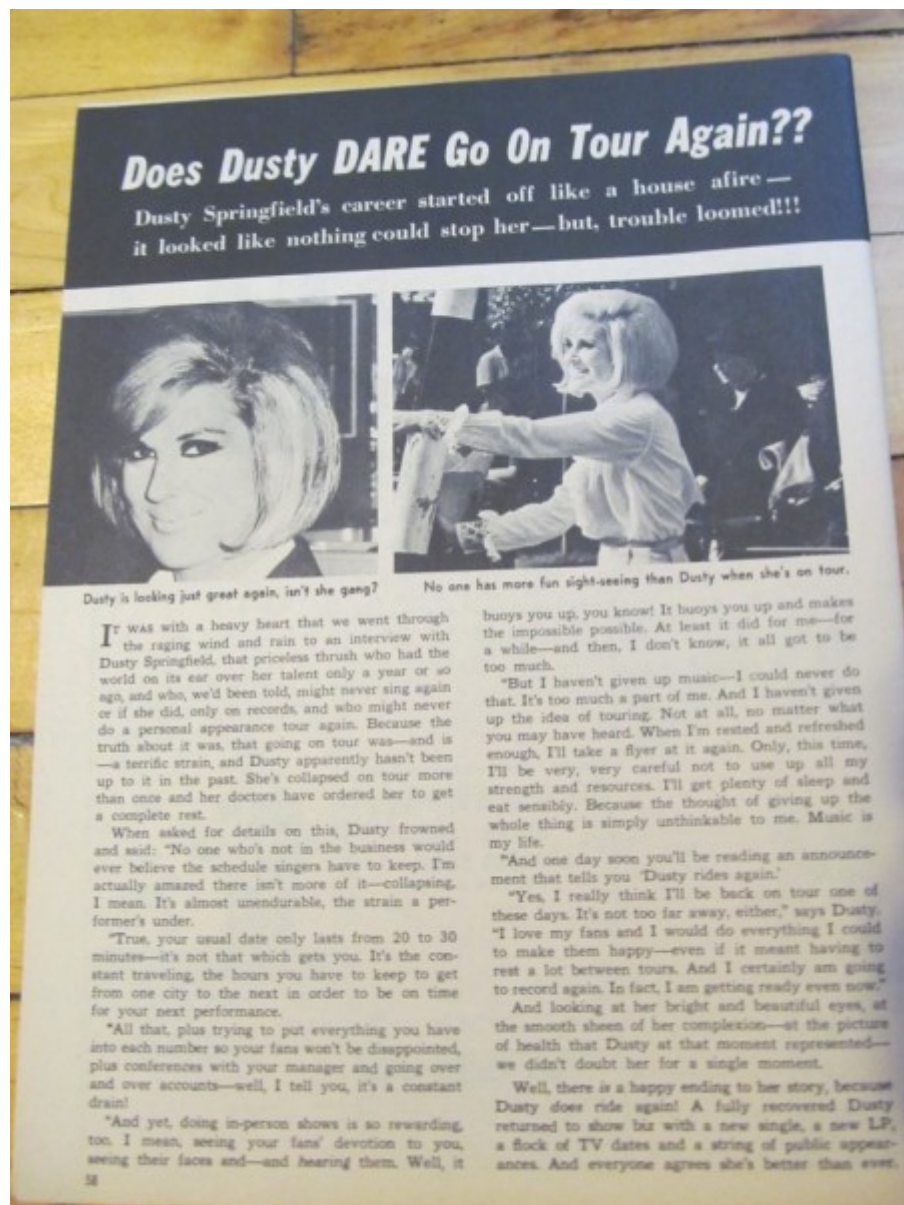 Does Dusty DARE Go On Tour Again??
Dusty Springfield's career started off like a house afire—
it looked like nothing could stop her—but, trouble loomed!!!
Dusty is looking just great again, isn't she gang?
No one has more fun sight-seeing than Dusty when she's on tour.
IT WAS with a heavy heart that we went through
the raging wind and rain to an interview with
Dusty Springfield, that priceless thrush who had the
world on its ear over her talent only a year or so
ago, and who, we'd been told, might never sing again
or if she did, only on records, and who might never
do a personal appearance tour again. Because the
truth about it was, that going on tour was—and is
—a terrific strain, and Dusty apparently hasn't been
up to it in the past. She's collapsed on tour more
than once and her doctors have ordered her to get
a complete rest.
When asked for details on this, Dusty frowned
and said: "No one who's not in the business would
ever believe the schedule singers have to keep. I'm
actually amazed there isn't more of it—collapsing,
I mean. It's almost unendurable, the strain a per-
former's under.
"True, your usual date only lasts from 20 to 30
minutes—it's not that which gets you. It's the con-
stant traveling, the hours you have to keep to get
from one city to the next in order to be on time
for your next performance.
"All that, plus trying to put everything you have
into each number so your fans won't be disappointed,
plus conferences with your manager and going over
and over accounts—well, I tell you, it's a constant
drain!
"And yet, doing in-person shows is so rewarding,
too. I mean, seeing your fans' devotion to you,
seeing their faces and—and hearing them. Well, it
58
buoys you up, you know! It buoys you up and makes
the impossible possible. At least it did for me—for
a while—and then, I don't know, it all got to be
too much.
"But I haven't given up music—I could never do
that. It's too much a part of me. And I haven't given
up the idea of touring. Not at all, no matter what
you may have heard. When I'm rested and refreshed
enough, I'll take a flyer at it again. Only, this time,
I'll be very, very careful not to use up all my
strength and resources. I'll get plenty of sleep and
eat sensibly. Because the thought of giving up the
whole thing is simply unthinkable to me. Music is
my life.
"And one day soon you'll be reading an announce-
ment that tells you 'Dusty rides again.'
"Yes, I really think I'll be back on tour one of
these days. It's not too far away, either," says Dusty.
"I love my fans and I would do everything I could
to make them happy—even if it meant having to
rest a lot between tours. And I certainly am going
to record again. In fact, I am getting ready even now."
And looking at her bright and beautiful eyes, at
the smooth sheen of her complexion—at the picture
of health that Dusty at that moment represented—
we didn't doubt her for a single moment.
Well, there is a happy ending to her story, because
Dusty does ride again! A fully recovered Dusty
returned to show biz with a new single, a new LP,
a flock of TV dates and a string of public appear-
ances. And everyone agrees she's better than ever.